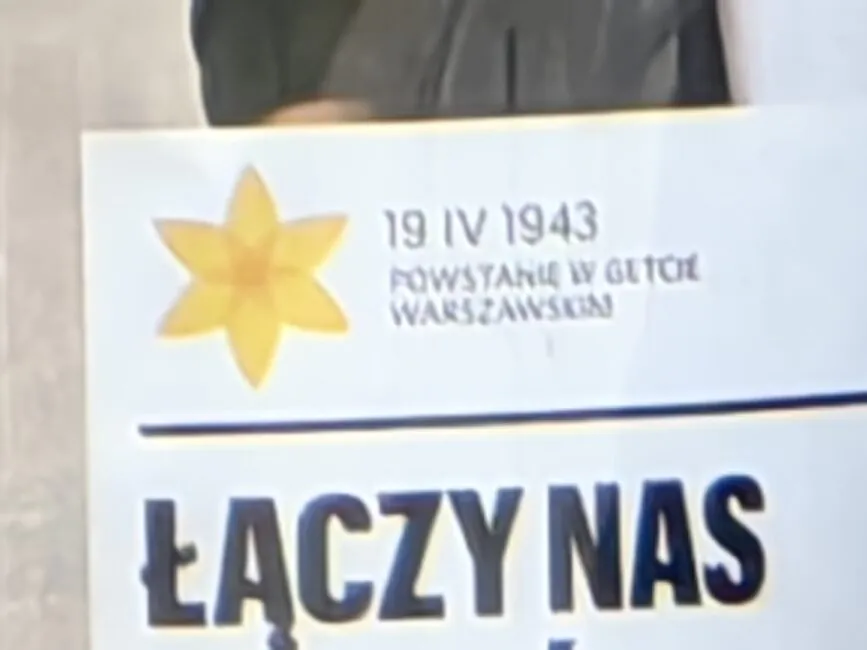 19 IV 1943
POWSTANIE W GETCIE
WARSZAWSKIM
ŁĄCZY NAS